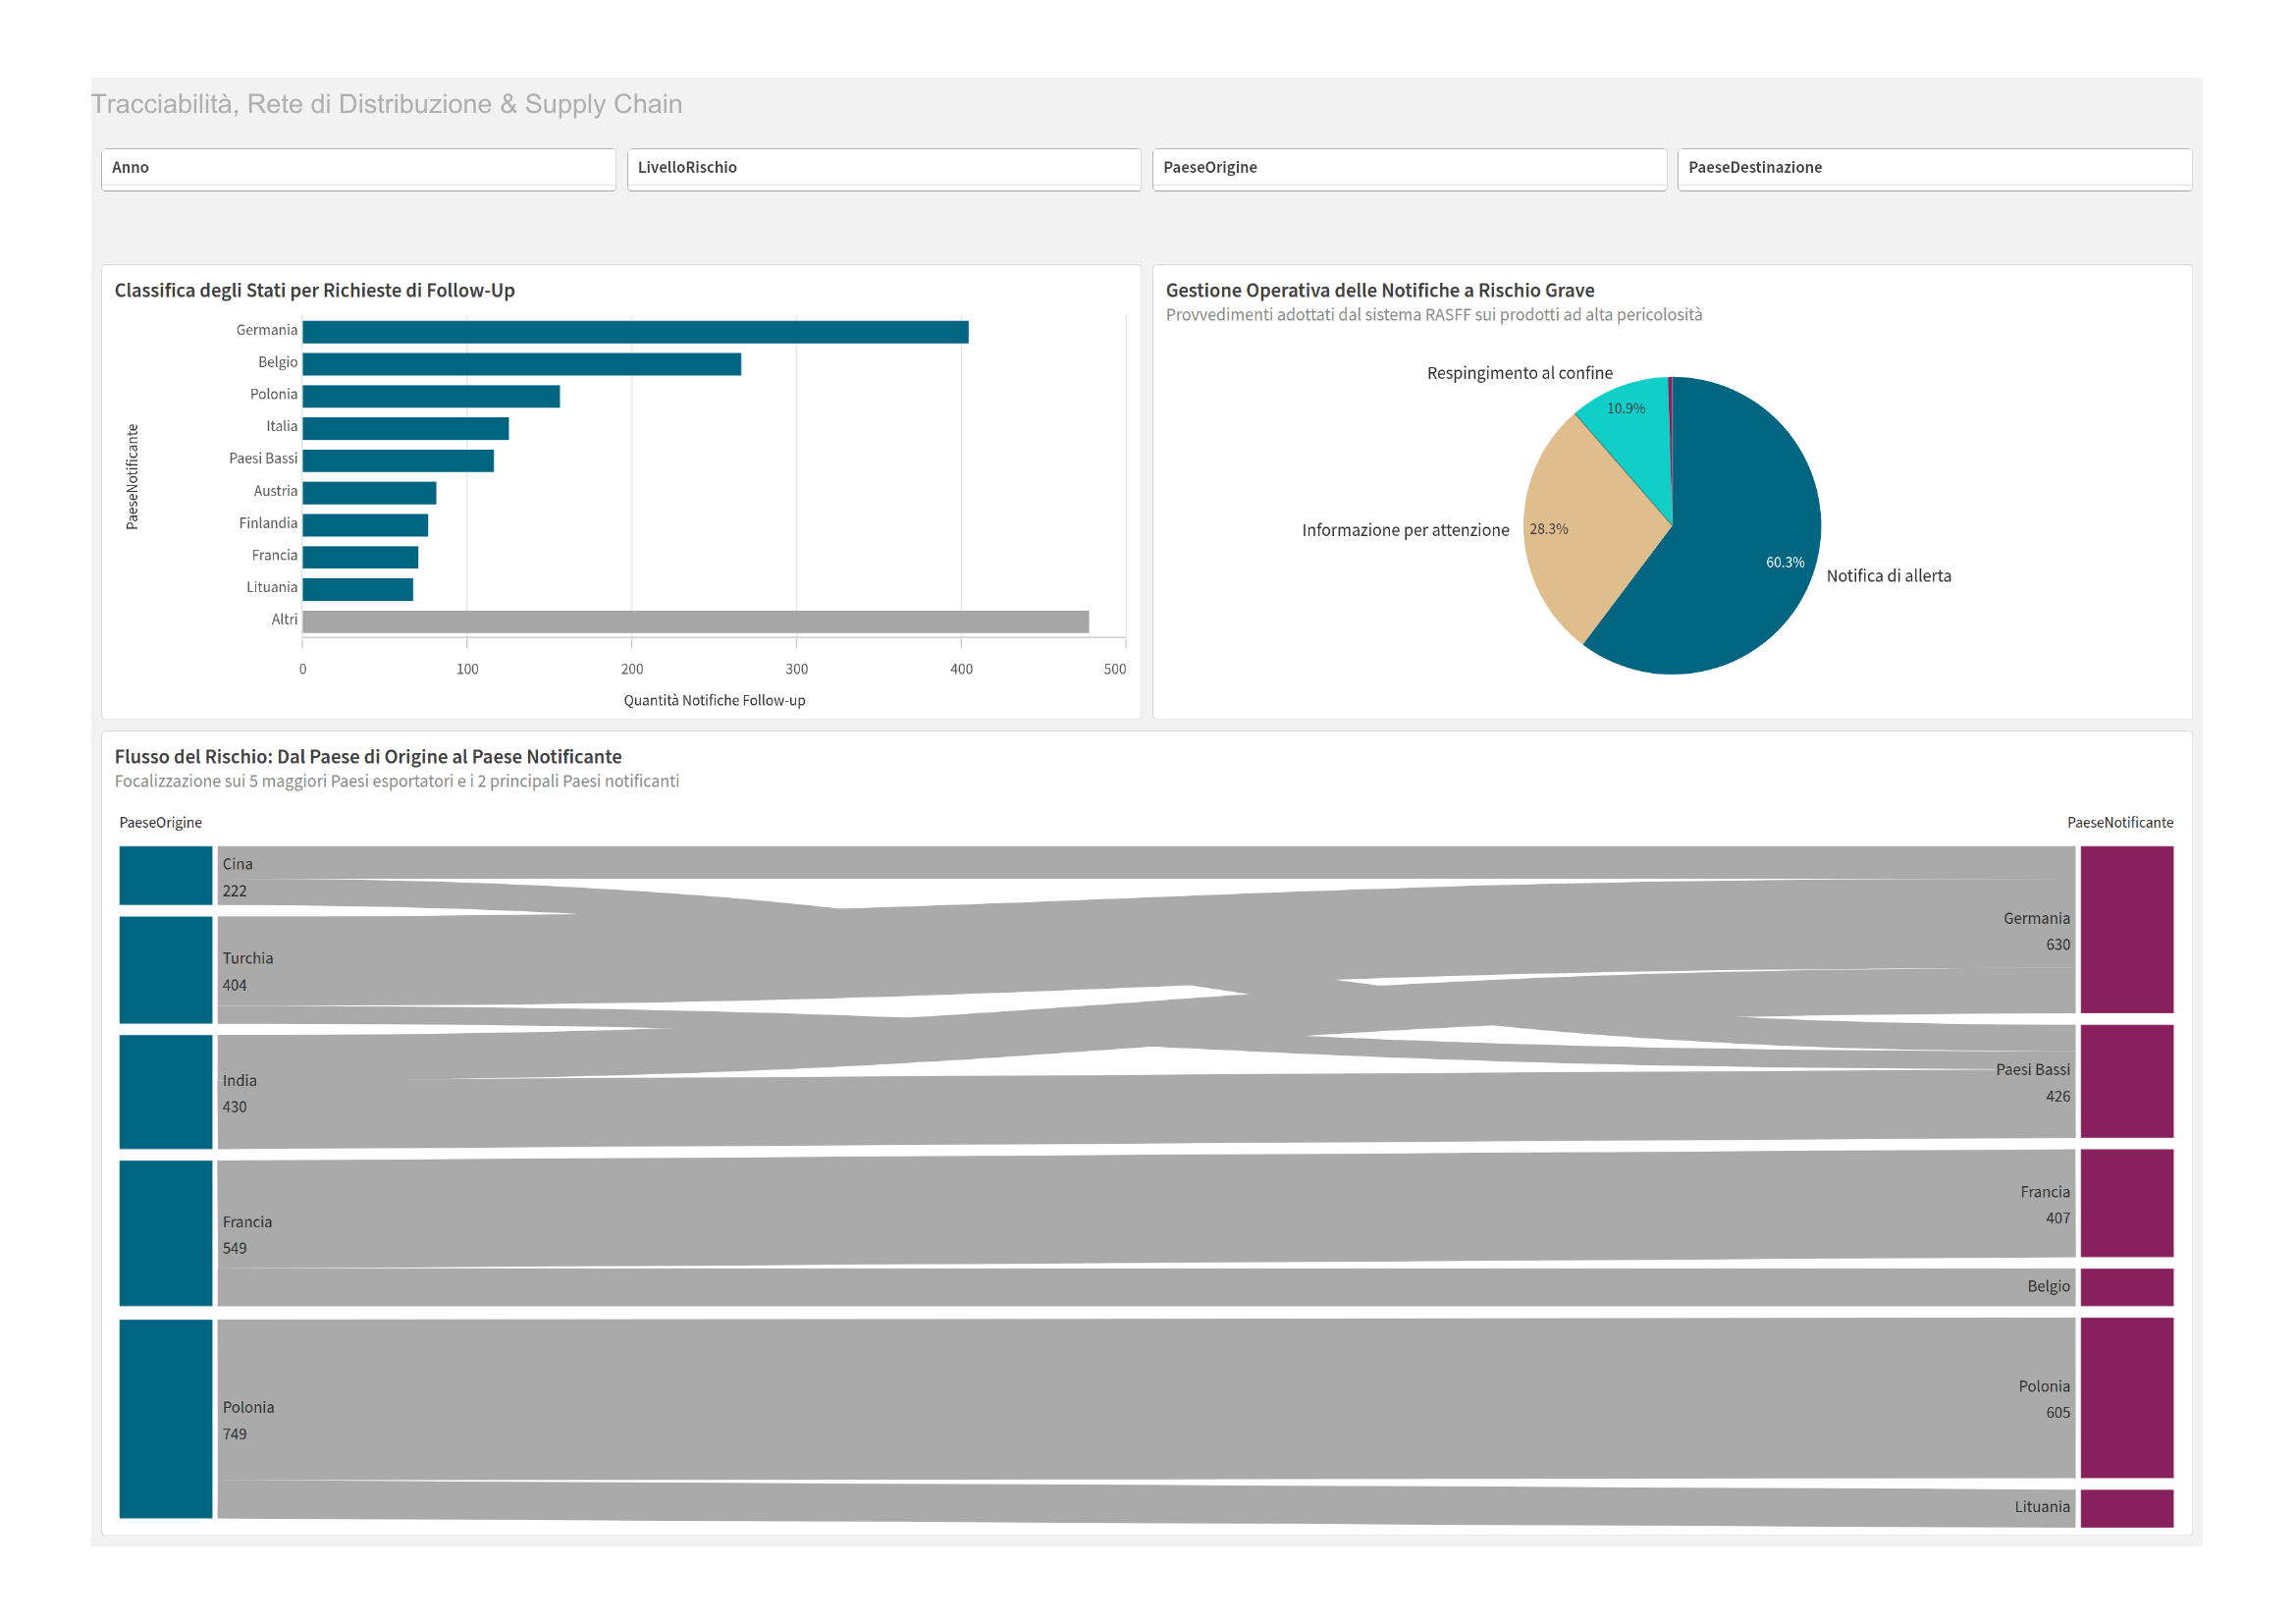 Tracciabilità, Rete di Distribuzione & Supply Chain
Anno
LivelloRischio
PaeseOrigine
PaeseDestinazione
Classifica degli Stati per Richieste di Follow-Up
PaeseNotificante
Germania
Belgio
Polonia
Italia
Paesi Bassi
Austria
Finlandia
Francia
Lituania
Altri
0 100 200 300 400 500
Quantità Notifiche Follow-up
Gestione Operativa delle Notifiche a Rischio Grave
Provvedimenti adottati dal sistema RASFF sui prodotti ad alta pericolosità
Respingimento al confine
10.9%
Informazione per attenzione
28.3%
60.3%
Notifica di allerta
Flusso del Rischio: Dal Paese di Origine al Paese Notificante
Focalizzazione sui 5 maggiori Paesi esportatori e i 2 principali Paesi notificanti
PaeseOrigine
PaeseNotificante
Cina
222
Turchia
404
India
430
Francia
549
Polonia
749
Germania
630
Paesi Bassi
426
Francia
407
Belgio
Polonia
605
Lituania